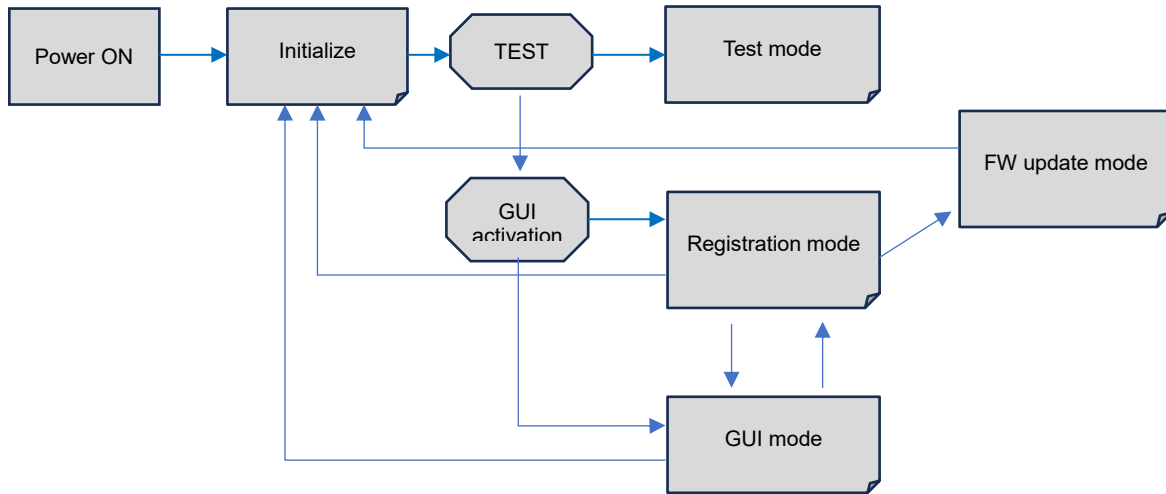 Power ON
Initialize
TEST
Test mode
FW update mode
GUI
activation
Registration mode
GUI mode